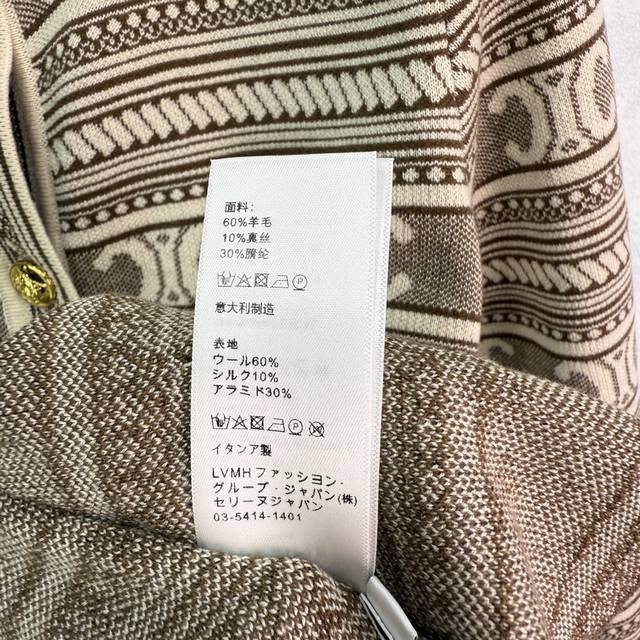 面料:
60%羊毛
10%真丝
30%腈纶
意大利制造
表地
ウール60%
シルク10%
アラミド30%
イタンア製
LVMHファッシヨン·
グループ·ジャパン(株)
セリーヌジャパン
03-5414-1401